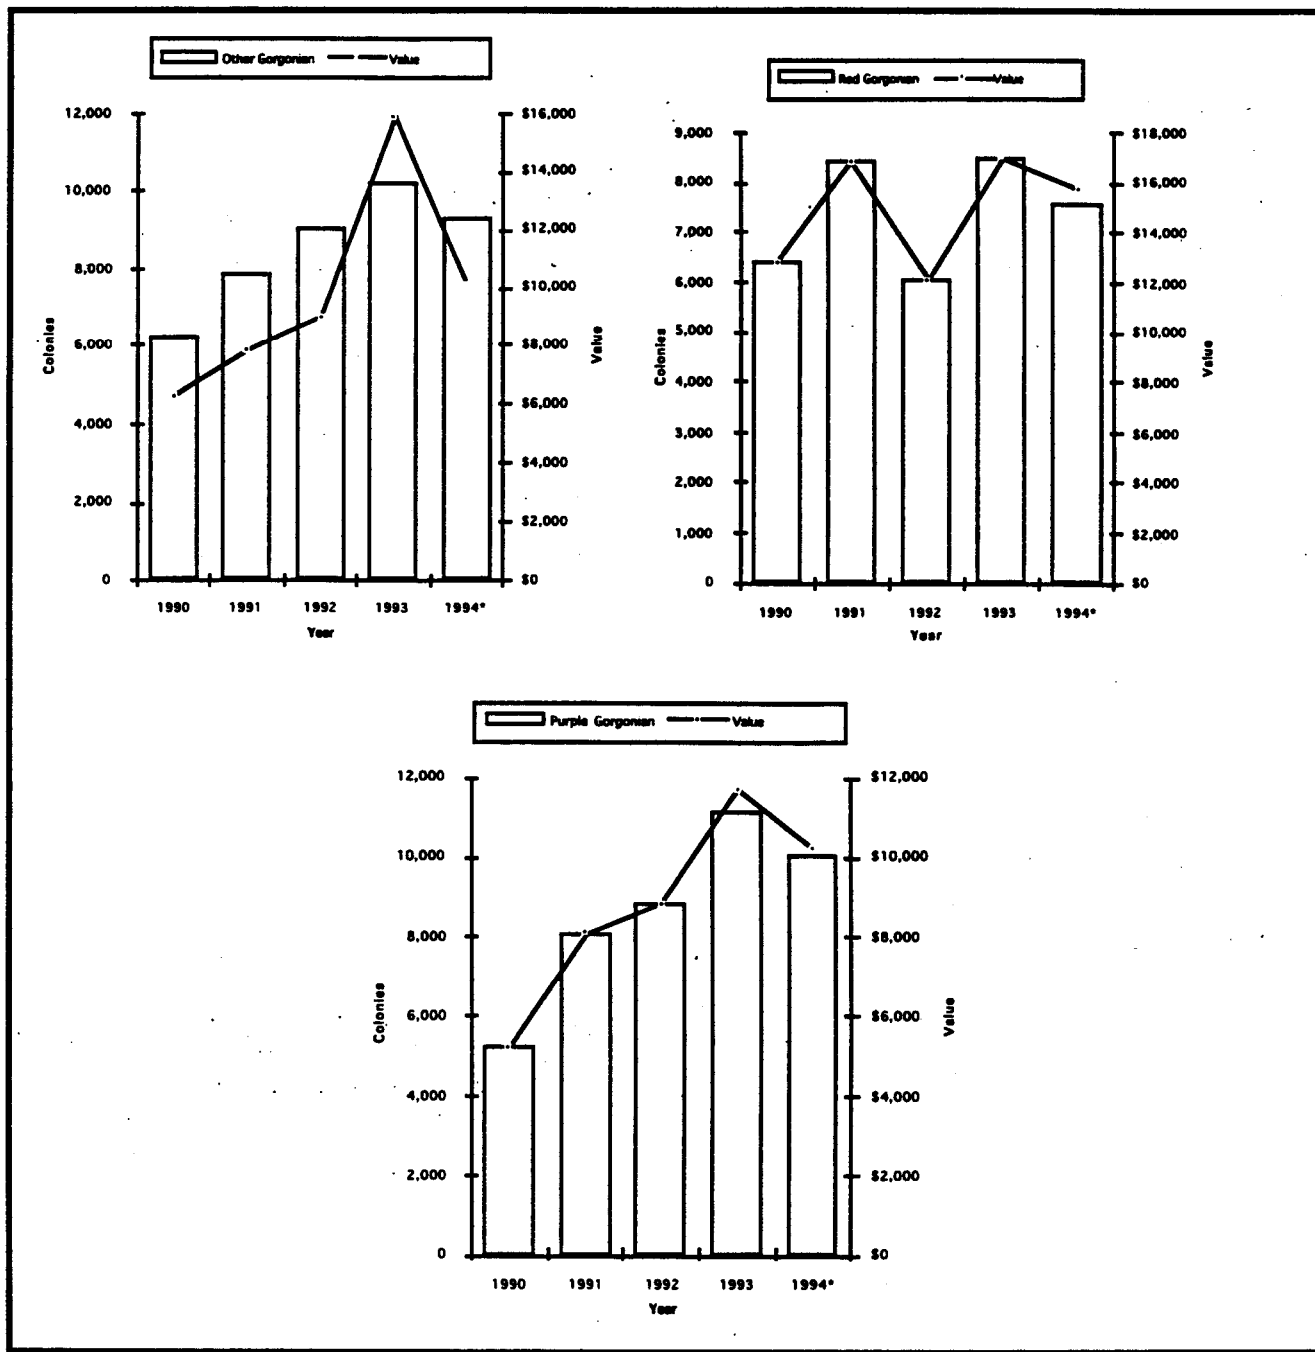 Other Gorgonian Value
12,000 $16,000
$14,000
10,000
$12,000
8,000 $10,000
6,000 $8,000
$6,000
4,000
$4,000
2,000
$2,000
0 $0
Colonies
Value
1990 1991 1992 1993 1994*
Year
Red Gorgonian Value
9,000 $18,000
8,000 $16,000
7,000 $14,000
6,000 $12,000
5,000 $10,000
4,000 $8,000
3,000 $6,000
2,000 $4,000
1,000 $2,000
0 $0
Colonies
Value
1990 1991 1992 1993 1994*
Year
Purple Gorgonian Value
12,000 $12,000
10,000 $10,000
8,000 $8,000
6,000 $6,000
4,000 $4,000
2,000 $2,000
0 $0
Colonies
Value
1990 1991 1992 1993 1994*
Year